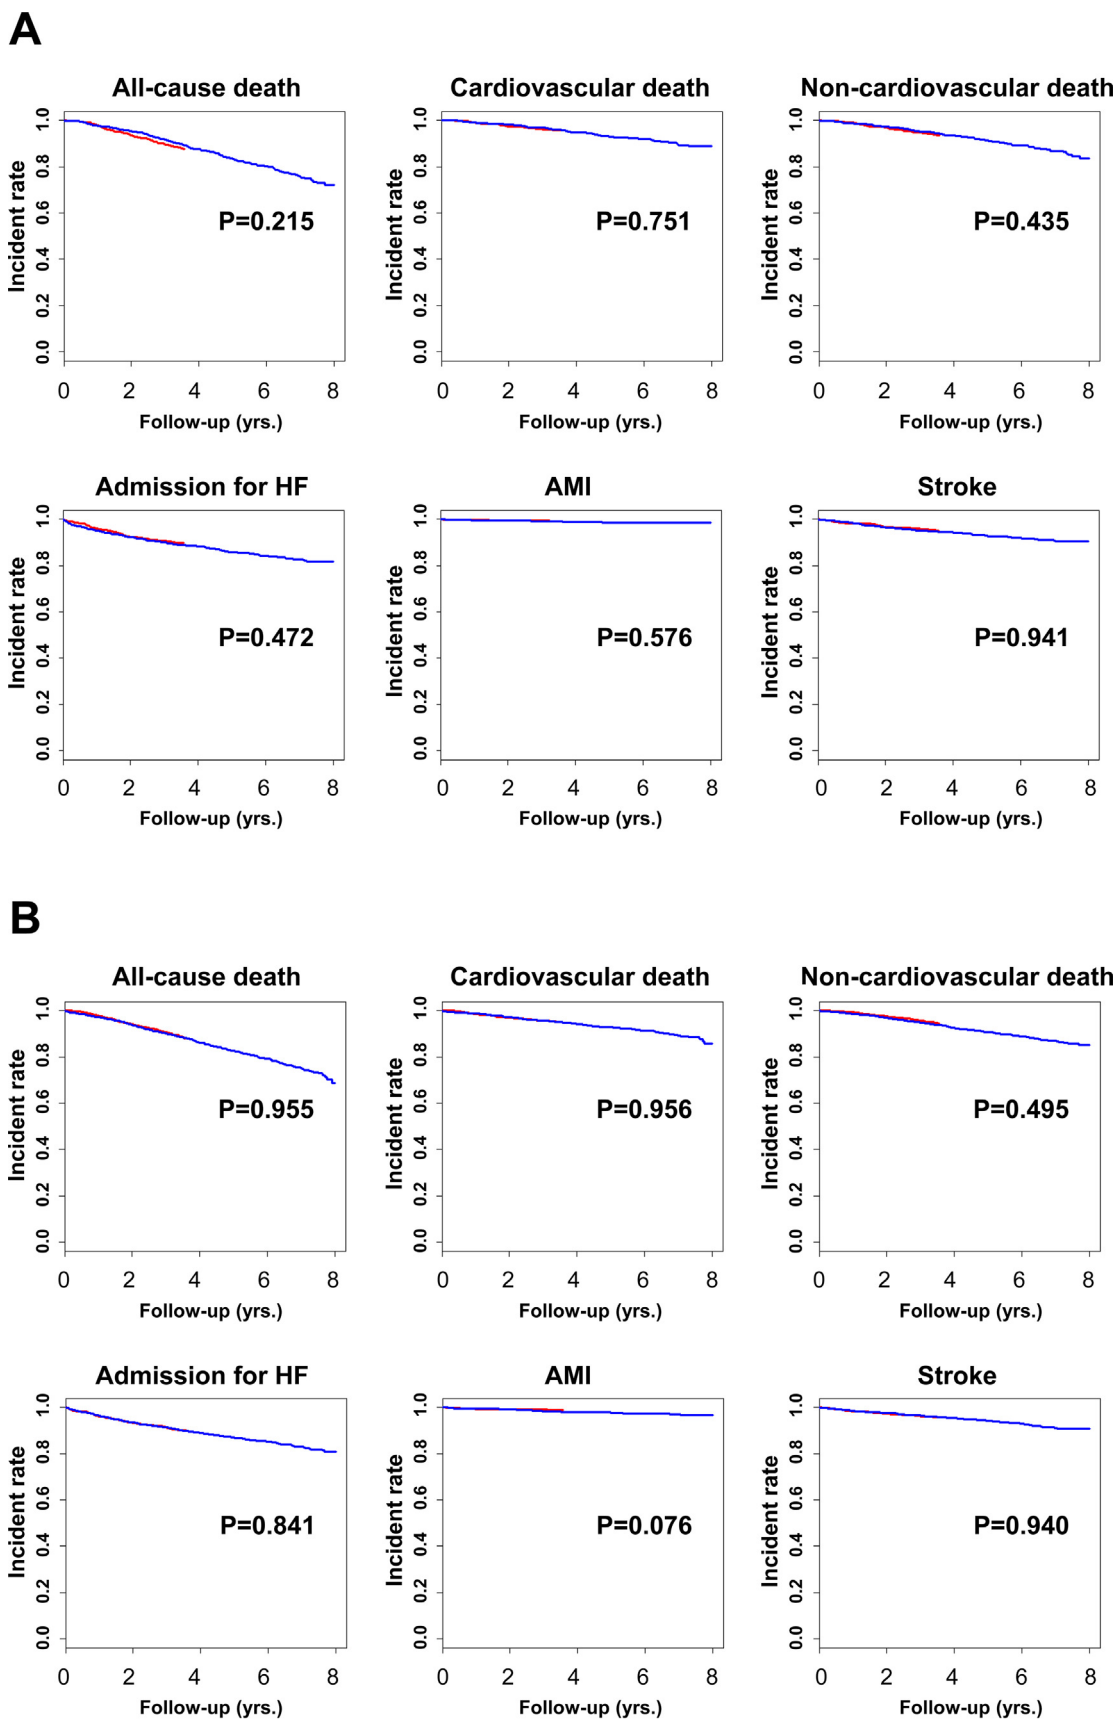 A
All-cause death
Cardiovascular death
Non-cardiovascular death
Incident rate
1.0
0.8
0.6
0.4
0.2
0.0
P=0.215
0 2 4 6 8
Follow-up (yrs.)
Incident rate
1.0
0.8
0.6
0.4
0.2
0.0
P=0.751
0 2 4 6 8
Follow-up (yrs.)
Incident rate
1.0
0.8
0.6
0.4
0.2
0.0
P=0.435
0 2 4 6 8
Follow-up (yrs.)
Admission for HF
AMI
Stroke
Incident rate
1.0
0.8
0.6
0.4
0.2
0.0
P=0.472
0 2 4 6 8
Follow-up (yrs.)
Incident rate
1.0
0.8
0.6
0.4
0.2
0.0
P=0.576
0 2 4 6 8
Follow-up (yrs.)
Incident rate
1.0
0.8
0.6
0.4
0.2
0.0
P=0.941
0 2 4 6 8
Follow-up (yrs.)
B
All-cause death
Cardiovascular death
Non-cardiovascular death
Incident rate
1.0
0.8
0.6
0.4
0.2
0.0
P=0.955
0 2 4 6 8
Follow-up (yrs.)
Incident rate
1.0
0.8
0.6
0.4
0.2
0.0
P=0.956
0 2 4 6 8
Follow-up (yrs.)
Incident rate
1.0
0.8
0.6
0.4
0.2
0.0
P=0.495
0 2 4 6 8
Follow-up (yrs.)
Admission for HF
AMI
Stroke
Incident rate
1.0
0.8
0.6
0.4
0.2
0.0
P=0.841
0 2 4 6 8
Follow-up (yrs.)
Incident rate
1.0
0.8
0.6
0.4
0.2
0.0
P=0.076
0 2 4 6 8
Follow-up (yrs.)
Incident rate
1.0
0.8
0.6
0.4
0.2
0.0
P=0.940
0 2 4 6 8
Follow-up (yrs.)